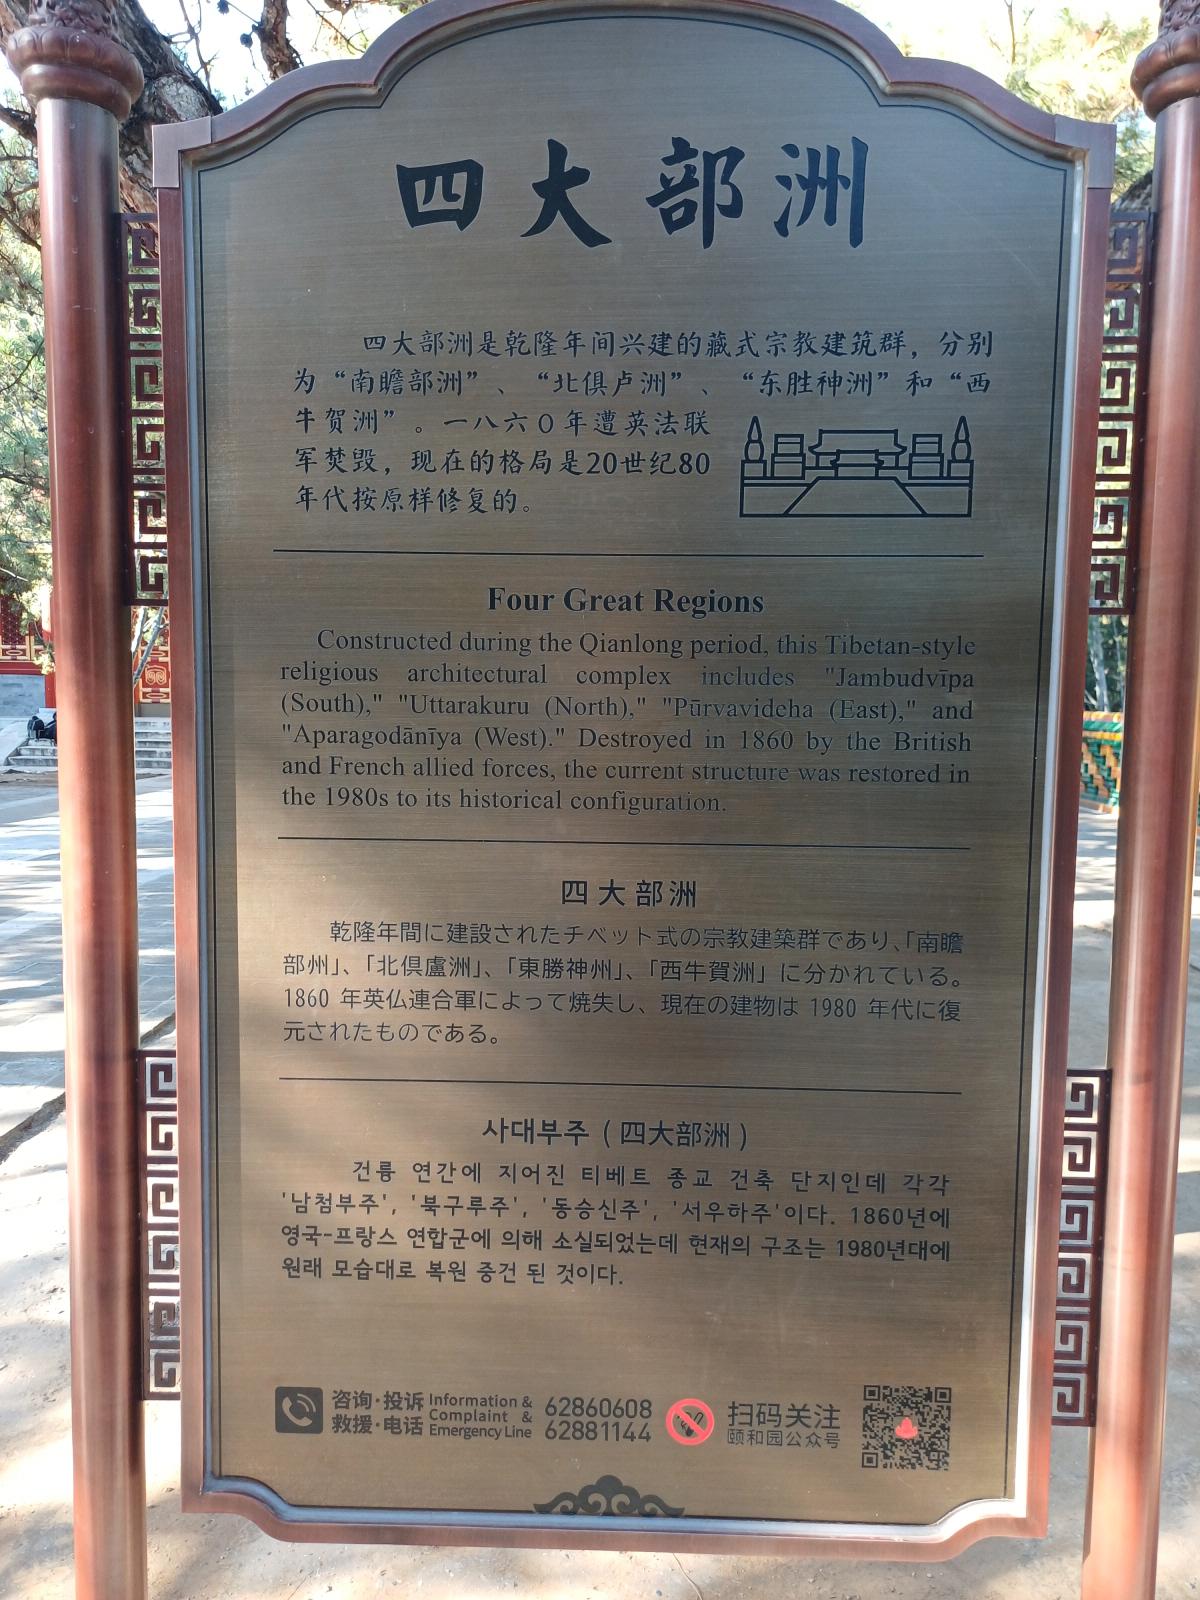 四大部洲
四大部洲是乾隆年间兴建的藏式宗教建筑群，分别
为“南瞻部洲”、“北俱卢洲”、“东胜神洲”和“西
牛贺洲”。一八六０年遭英法联
军焚毁，现在的格局是20世纪80
年代按原样修复的。
Four Great Regions
Constructed during the Qianlong period, this Tibetan-style
religious architectural complex includes "Jambudvīpa
(South)," "Uttarakuru (North)," "Pūrvavideha (East)," and
"Aparagodānīya (West)." Destroyed in 1860 by the British
and French allied forces, the current structure was restored in
the 1980s to its historical configuration.
四大部洲
乾隆年間に建設されたチベット式の宗教建築群であり、「南瞻
部州」、「北倶盧洲」、「東勝神州」、「西牛賀洲」に分かれている。
1860 年英仏連合軍によって焼失し、現在の建物は 1980 年代に復
元されたものである。
사대부주 (四大部洲)
건륭 연간에 지어진 티베트 종교 건축 단지인데 각각
'남첨부주', '북구루주', '동승신주', '서우하주'이다. 1860년에
영국-프랑스 연합군에 의해 소실되었는데 현재의 구조는 1980년대에
원래 모습대로 복원 중건 된 것이다.
咨询·投诉 Information & 62860608
救援·电话 Complaint & Emergency Line 62881144
扫码关注
颐和园公众号